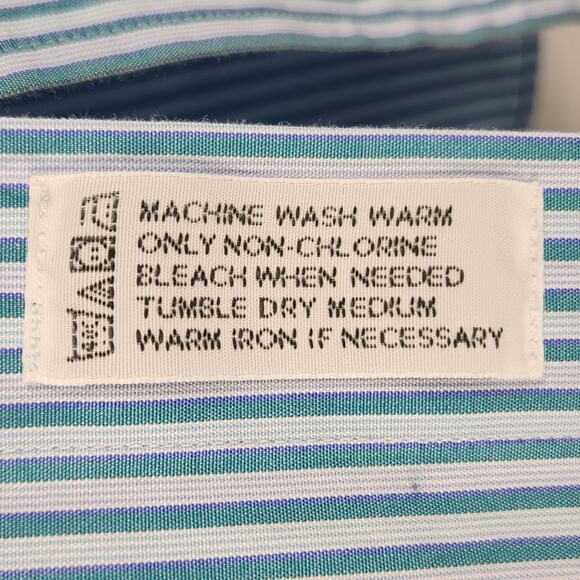 MACHINE WASH WARM
ONLY NON-CHLORINE
BLEACH WHEN NEEDED
TUMBLE DRY MEDIUM
WARM IRON IF NECESSARY